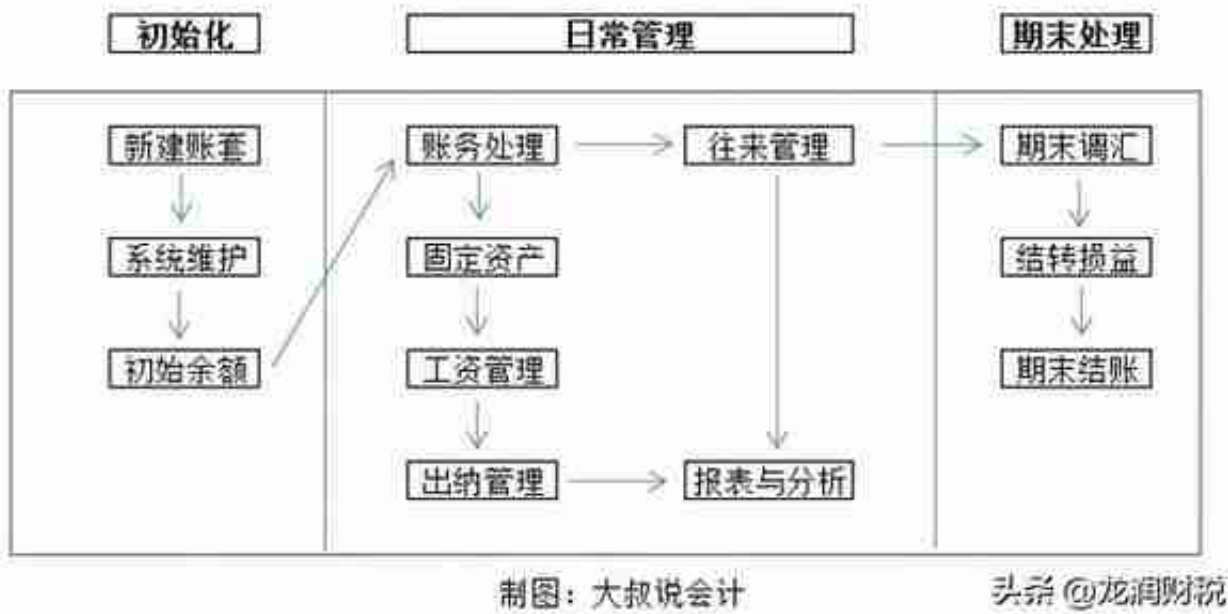 初始化 日常管理 期末处理
新建账套 账务处理 往来管理 期末调汇
系统维护 固定资产 结转损益
初始余额 工资管理 期末结账
出纳管理 报表与分析
制图：大叔说会计 头条 @龙润财税